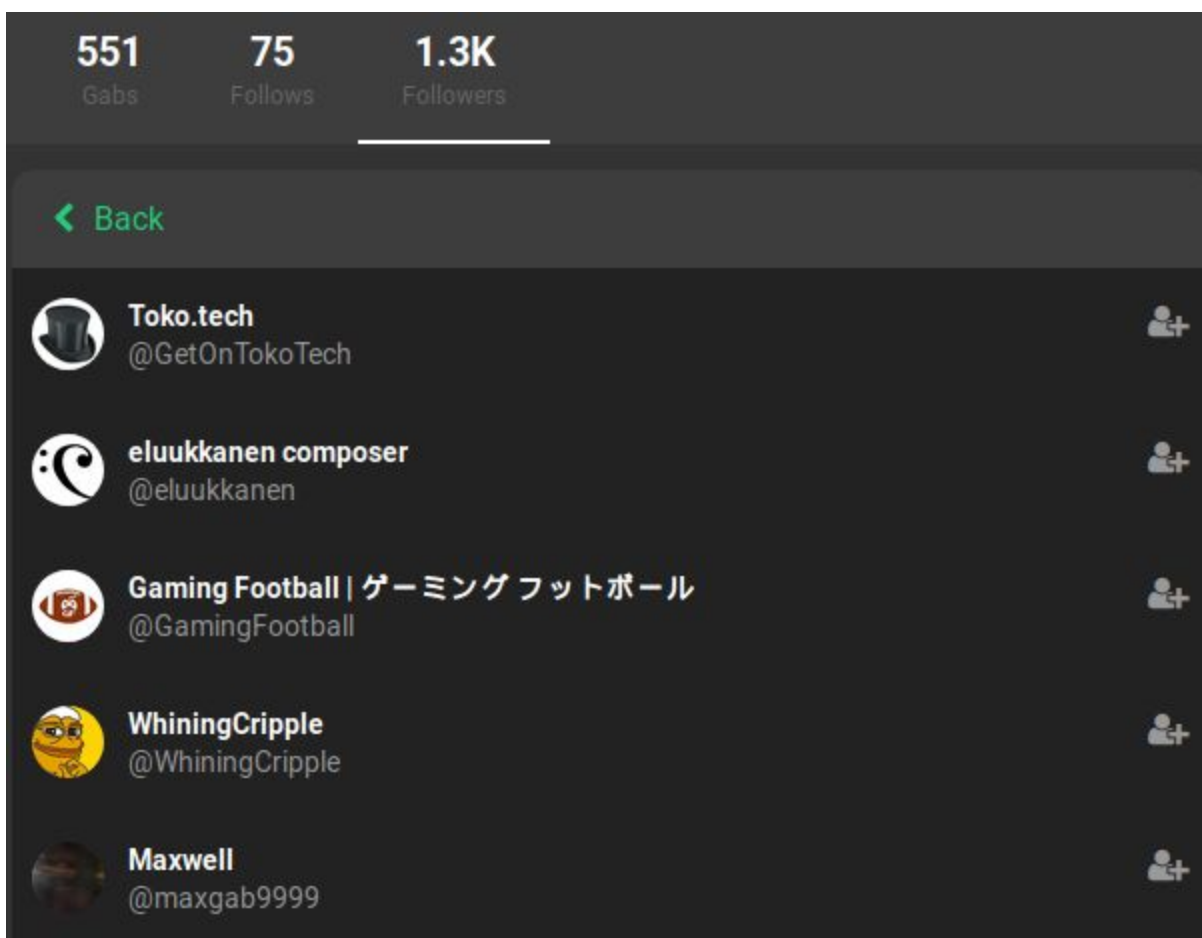 551 75 1.3K
Gabs Follows Followers
Back
Toko.tech
@GetOnTokoTech
eluukkanen composer
@eluukkanen
Gaming Football | ゲーミング フットボール
@GamingFootball
WhiningCripple
@WhiningCripple
Maxwell
@maxgab9999